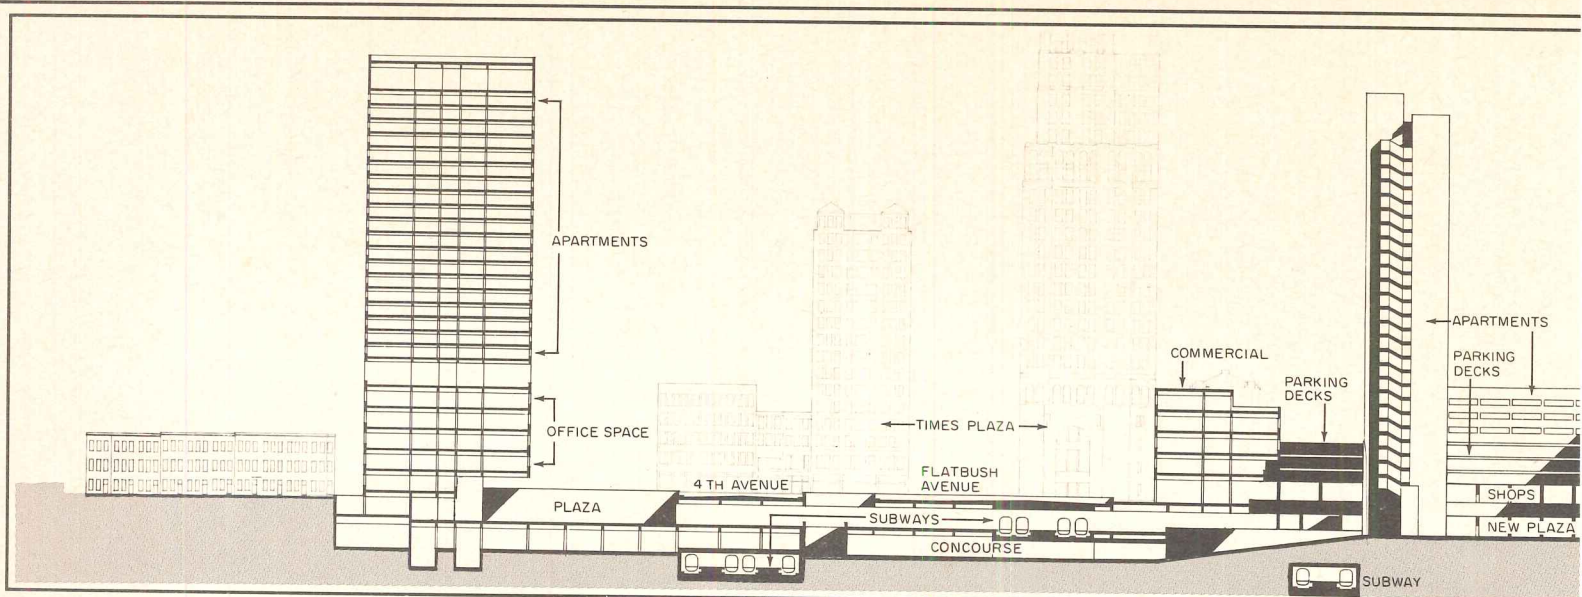 APARTMENTS
OFFICE SPACE
PLAZA
4 TH AVENUE
TIMES PLAZA
FLATBUSH
AVENUE
SUBWAYS
CONCOURSE
COMMERCIAL
PARKING
DECKS
APARTMENTS
PARKING
DECKS
SHOPS
NEW PLAZA
SUBWAY